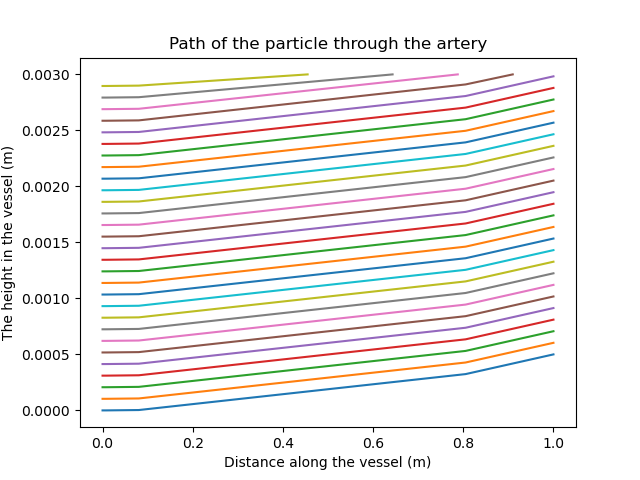 Path of the particle through the artery
The height in the vessel (m)
0.0030
0.0025
0.0020
0.0015
0.0010
0.0005
0.0000
0.0 0.2 0.4 0.6 0.8 1.0
Distance along the vessel (m)